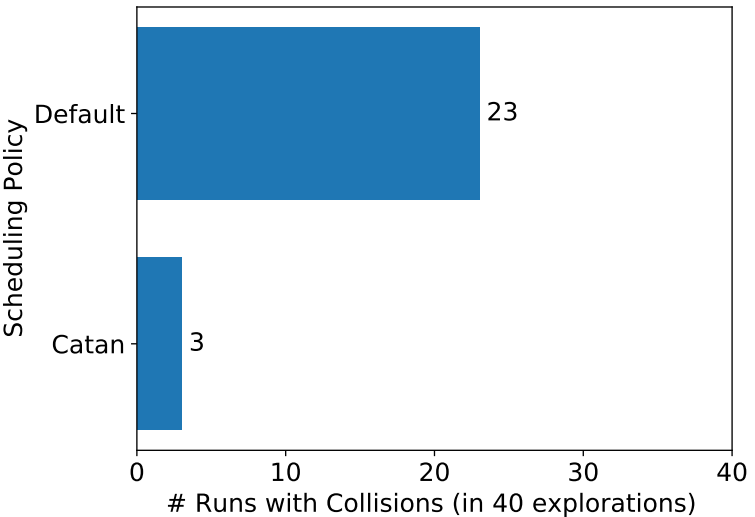 Scheduling Policy
Default
23
Catan
3
0 10 20 30 40
# Runs with Collisions (in 40 explorations)